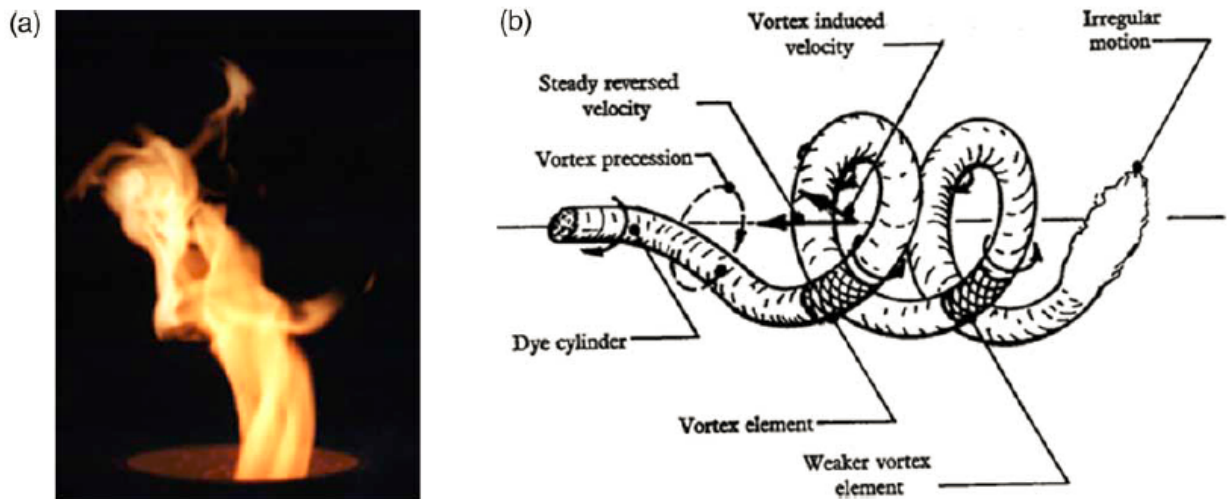 (a)
(b)
Vortex induced
velocity
Irregular
motion
Steady reversed
velocity
Vortex precession
Dye cylinder
Vortex element
Weaker vortex
element